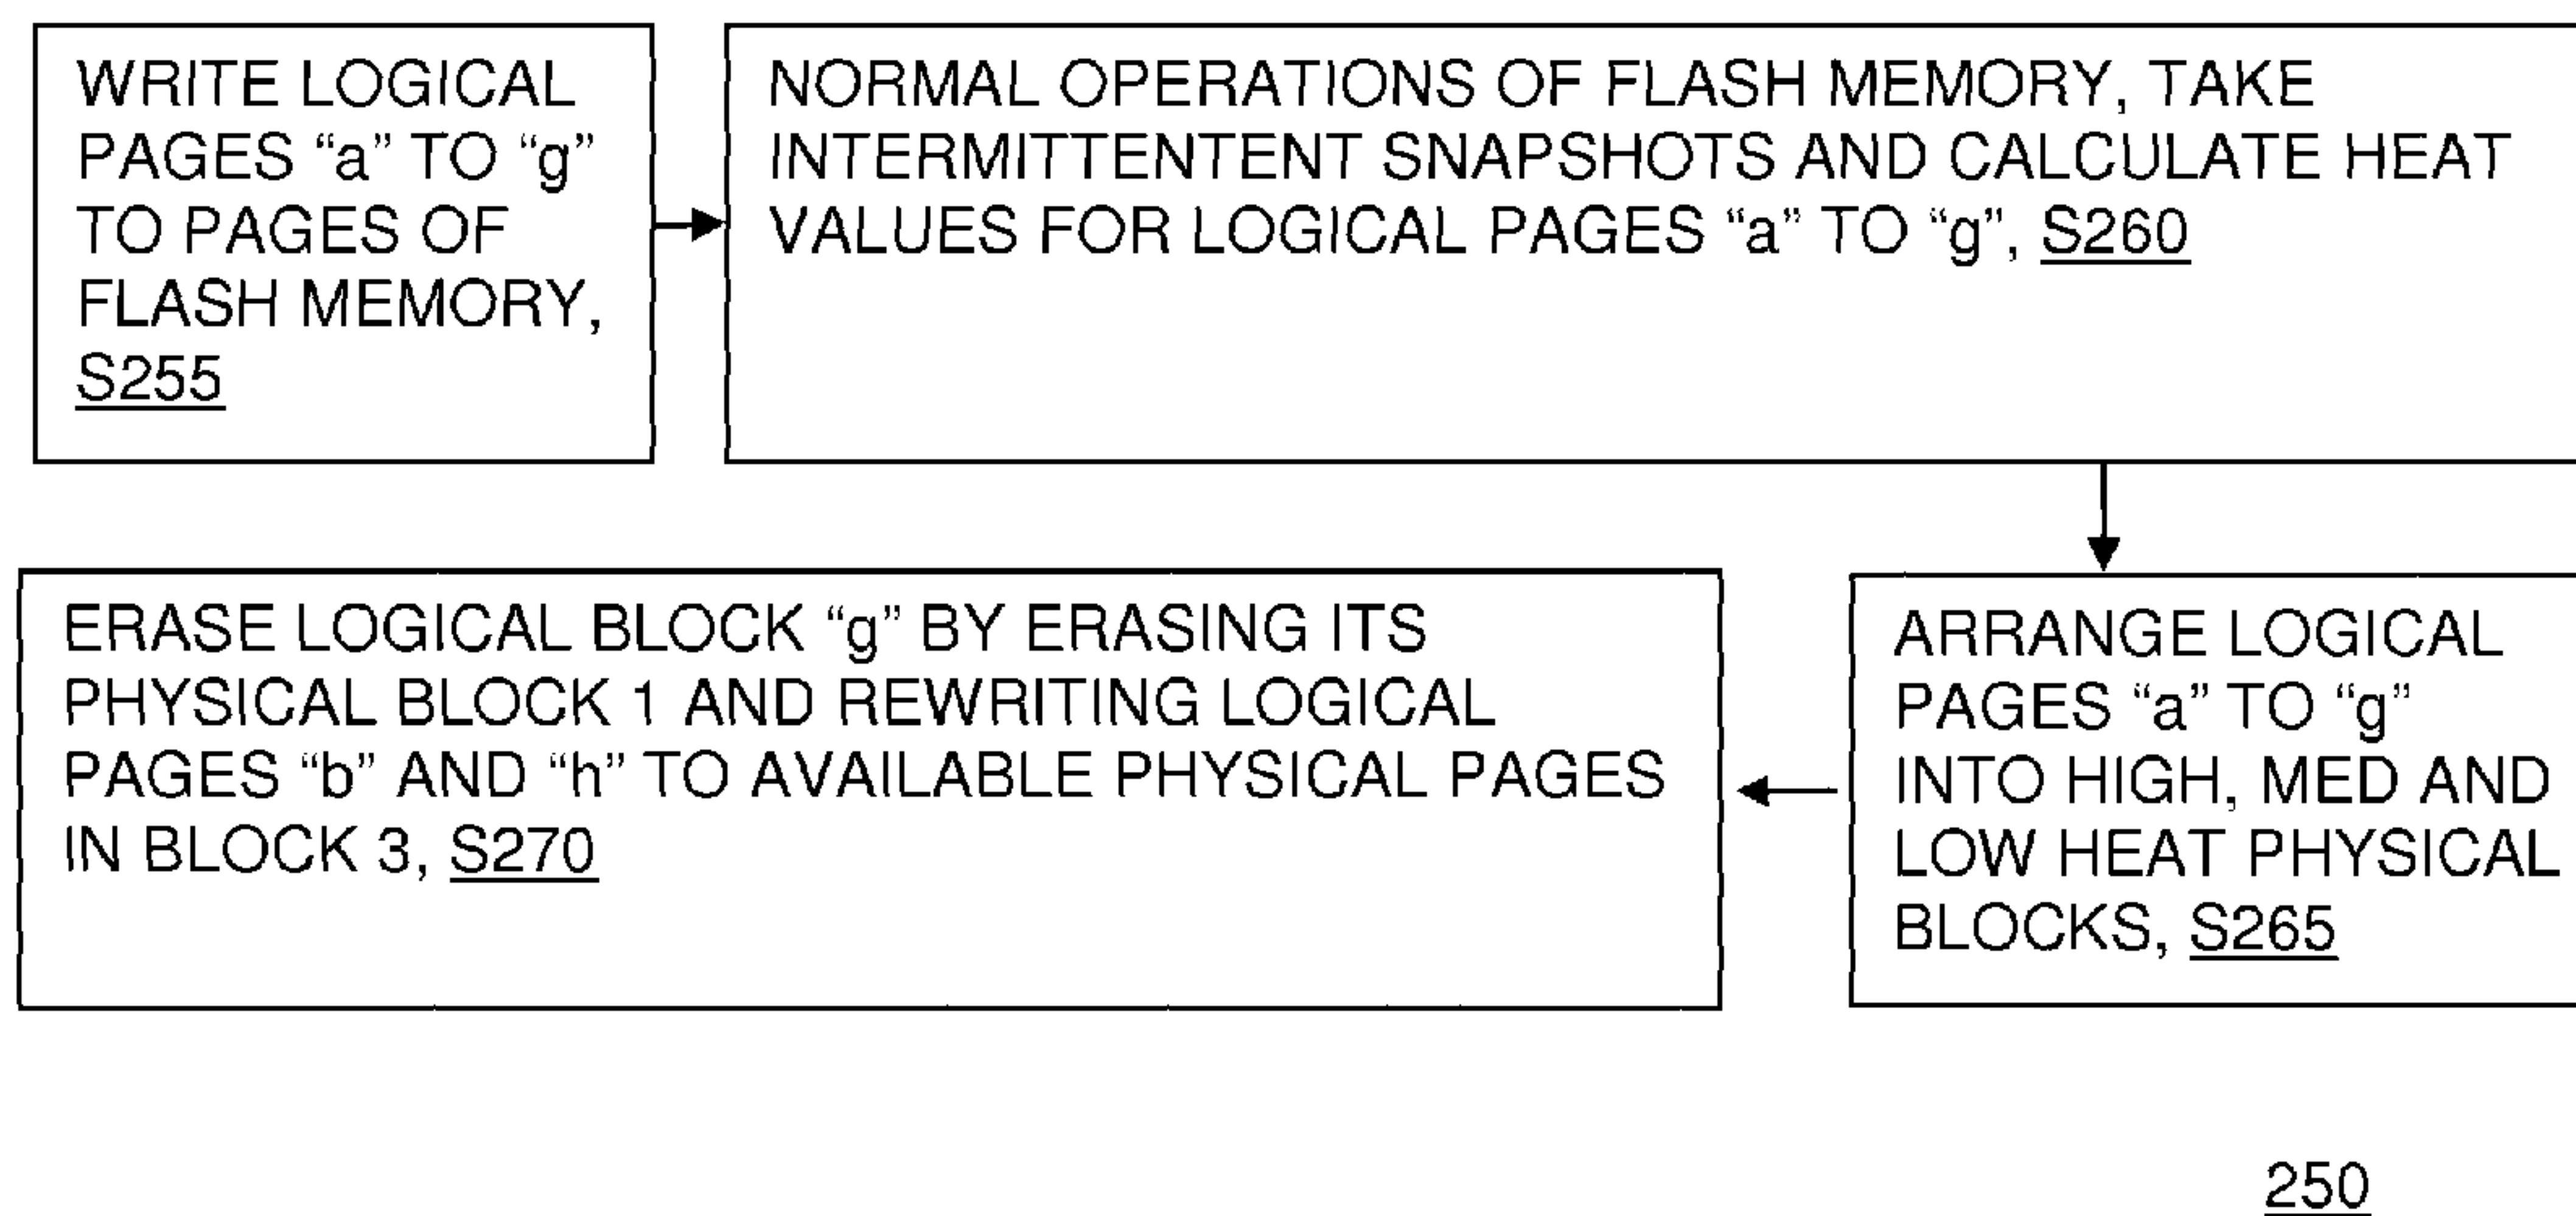 WRITE LOGICAL
PAGES “a” TO “g”
TO PAGES OF
FLASH MEMORY,
S255
NORMAL OPERATIONS OF FLASH MEMORY, TAKE
INTERMITTENTENT SNAPSHOTS AND CALCULATE HEAT
VALUES FOR LOGICAL PAGES “a” TO “g”, S260
ARRANGE LOGICAL
PAGES “a” TO “g”
INTO HIGH, MED AND
LOW HEAT PHYSICAL
BLOCKS, S265
ERASE LOGICAL BLOCK “g” BY ERASING ITS
PHYSICAL BLOCK 1 AND REWRITING LOGICAL
PAGES “b” AND “h” TO AVAILABLE PHYSICAL PAGES
IN BLOCK 3, S270
250